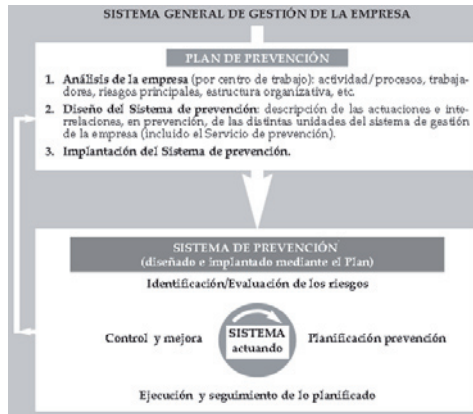 SISTEMA GENERAL DE GESTIÓN DE LA EMPRESA
PLAN DE PREVENCIÓN
1. Análisis de la empresa (por centro de trabajo): actividad/procesos, trabaja-
dores, riesgos principales, estructura organizativa, etc.
2. Diseño del Sistema de prevención: descripción de las actuaciones e inte-
rrelaciones, en prevención, de las distintas unidades del sistema de gestión
de la empresa (incluido el Servicio de prevención).
3. Implantación del Sistema de prevención.
SISTEMA DE PREVENCIÓN
(diseñado e implantado mediante el Plan)
Identificación/Evaluación de los riesgos
Control y mejora
SISTEMA
actuando
Planificación prevención
Ejecución y seguimiento de lo planificado